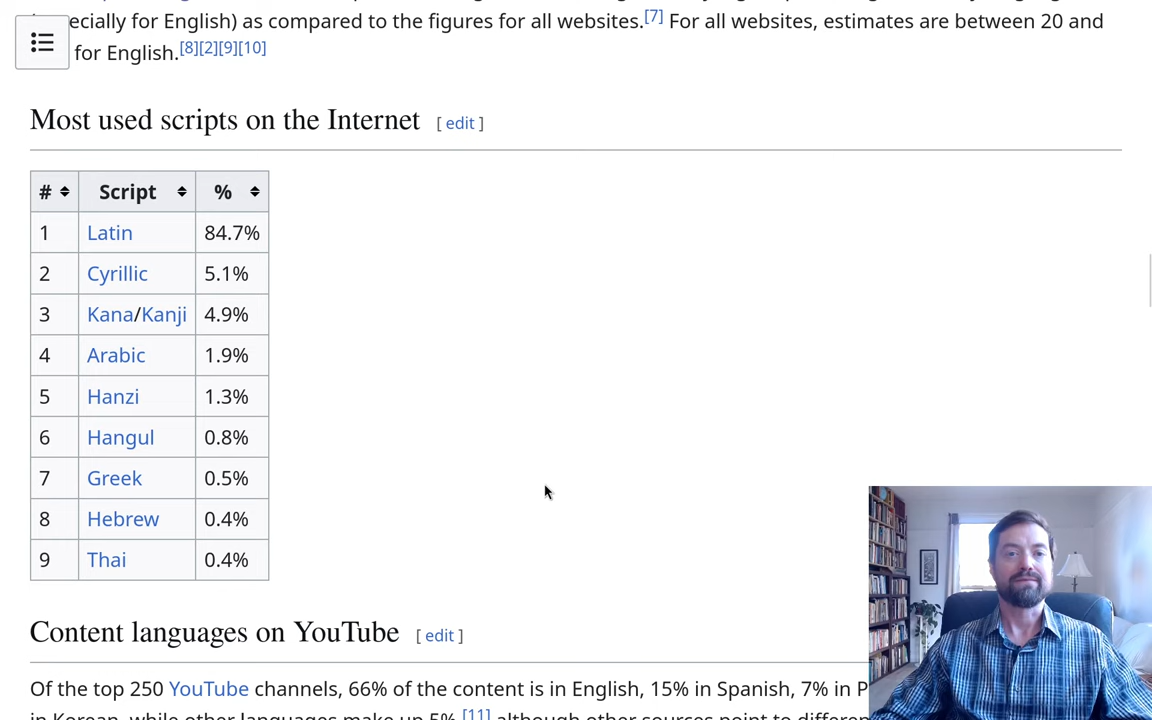 ecially for English) as compared to the figures for all websites.[7] For all websites, estimates are between 20 and
for English.[8][2][9][10]
Most used scripts on the Internet [ edit ]
# Script %
1 Latin 84.7%
2 Cyrillic 5.1%
3 Kana/Kanji 4.9%
4 Arabic 1.9%
5 Hanzi 1.3%
6 Hangul 0.8%
7 Greek 0.5%
8 Hebrew 0.4%
9 Thai 0.4%
Content languages on YouTube [ edit ]
Of the top 250 YouTube channels, 66% of the content is in English, 15% in Spanish, 7% in P
in Korean, while other languages make up 5%,[11] although other sources point to differen